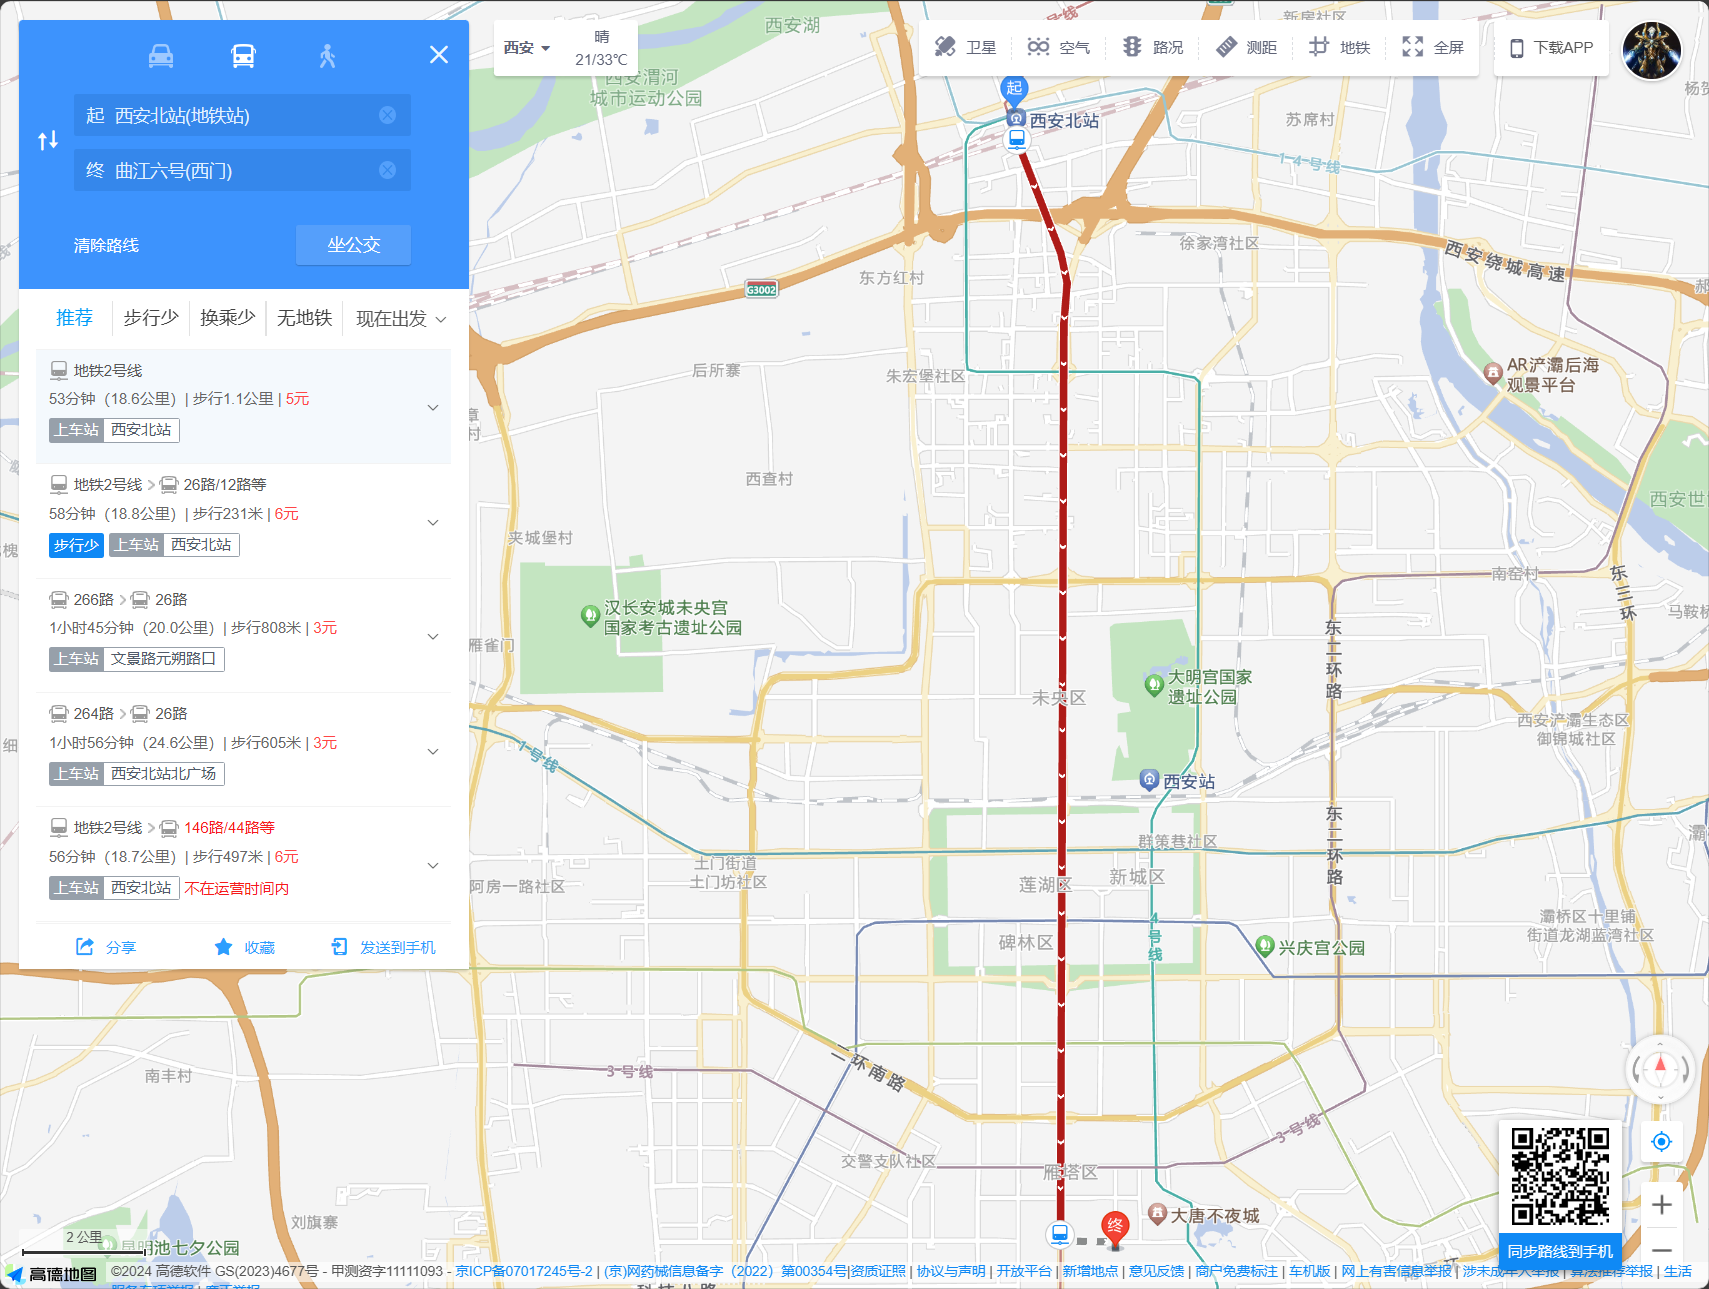 起 西安北站(地铁站)
终 曲江六号(西门)
清除路线
坐公交
推荐
步行少
换乘少
无地铁
现在出发
地铁2号线
53分钟（18.6公里）| 步行1.1公里 | 5元
上车站 西安北站
地铁2号线 > 26路/12路等
58分钟（18.8公里）| 步行231米 | 6元
步行少 上车站 西安北站
266路 > 26路
1小时45分钟（20.0公里）| 步行808米 | 3元
上车站 文景路元朔路口
264路 > 26路
1小时56分钟（24.6公里）| 步行605米 | 3元
上车站 西安北站北广场
地铁2号线 > 146路/44路等
56分钟（18.7公里）| 步行497米 | 6元
上车站 西安北站 不在运营时间内
分享
收藏
发送到手机
西安
晴
21/33℃
卫星
空气
路况
测距
地铁
全屏
下载APP
西安湖
西安渭河
城市运动公园
新房社区
起
西安北站
苏席村
杨贺
14号线
徐家湾社区
西安绕城高速
东方红村
G3002
郝
后所寨
朱宏堡社区
AR浐灞后海
观景平台
章
村
西查村
西安世
夹城堡村
槐
南窑村
东三环
马鞍桥
汉长安城未央宫
国家考古遗址公园
雁雀门
东二环路
大明宫国家
遗址公园
未央区
西安浐灞生态区
御锦城社区
细
1号线
西安站
东二环路
灞
群策巷社区
土门街道
土门坊社区
阿房一路社区
莲湖区
新城区
灞桥区十里铺
街道龙湖蓝湾社区
碑林区
4号线
兴庆宫公园
南丰村
3号线
二环南路
3号线
交警支队社区
雁塔区
刘旗寨
终
大唐不夜城
2 公里
池七夕公园
同步路线到手机
高德地图
©2024 高德软件 GS(2023)4677号 - 甲测资字11111093 - 京ICP备07017245号-2 | (京)网药械信息备字（2022）第00354号|资质证照 | 协议与声明 | 开放平台 | 新增地点 | 意见反馈 | 商户免费标注 | 车机版 | 网上有害信息举报 | 涉未成年人举报 | 算法推荐举报 | 生活